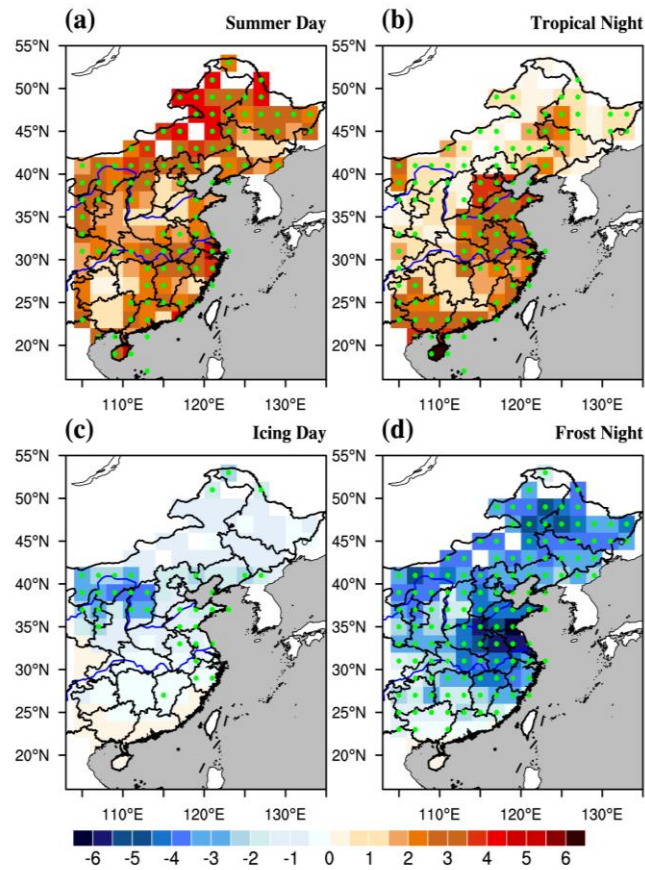 (a) Summer Day
(b) Tropical Night
55°N
50°N
45°N
40°N
35°N
30°N
25°N
20°N
55°N
50°N
45°N
40°N
35°N
30°N
25°N
20°N
110°E 120°E 130°E
110°E 120°E 130°E
(c) Icing Day
(d) Frost Night
55°N
50°N
45°N
40°N
35°N
30°N
25°N
20°N
55°N
50°N
45°N
40°N
35°N
30°N
25°N
20°N
110°E 120°E 130°E
110°E 120°E 130°E
-6 -5 -4 -3 -2 -1 0 1 2 3 4 5 6